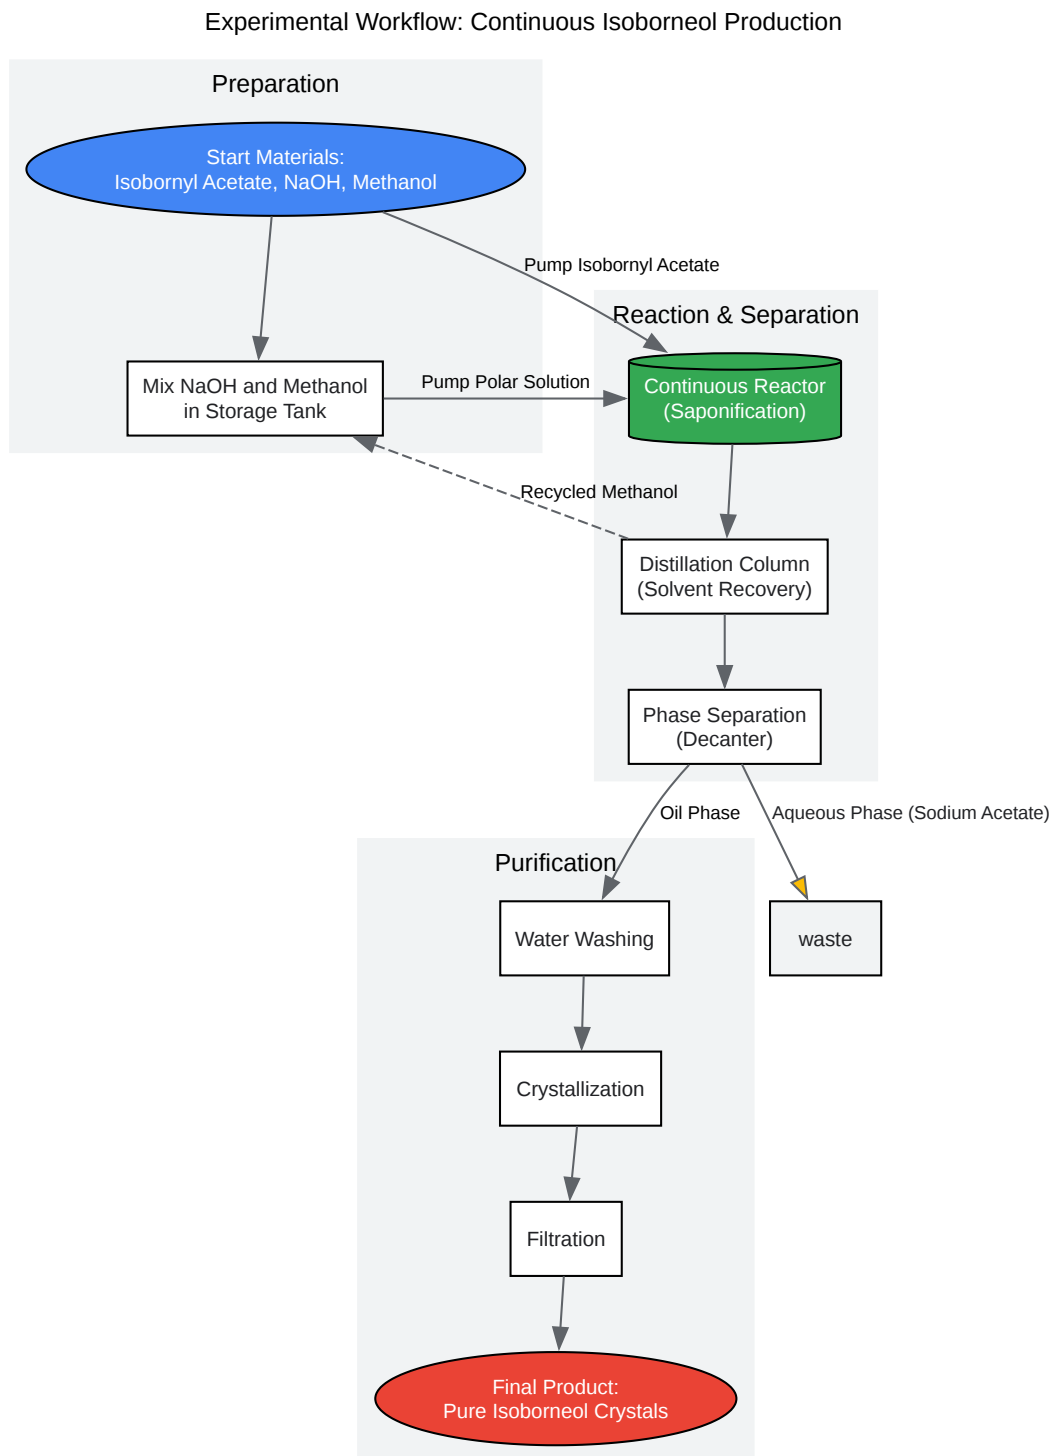 Experimental Workflow: Continuous Isoborneol Production
Preparation
Start Materials:
Isobornyl Acetate, NaOH, Methanol
Pump Isobornyl Acetate
Reaction & Separation
Mix NaOH and Methanol
in Storage Tank
Pump Polar Solution
Continuous Reactor
(Saponification)
Recycled Methanol
Distillation Column
(Solvent Recovery)
Phase Separation
(Decanter)
Oil Phase
Aqueous Phase (Sodium Acetate)
Purification
Water Washing
waste
Crystallization
Filtration
Final Product:
Pure Isoborneol Crystals